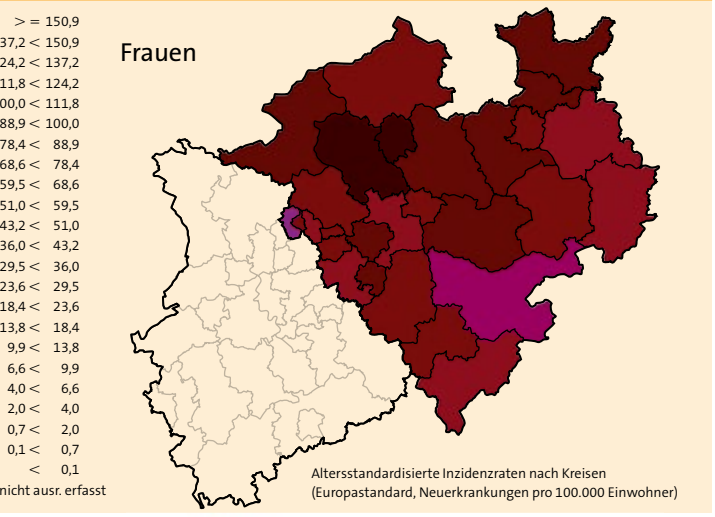 > = 150,9
37,2 < 150,9
24,2 < 137,2
11,8 < 124,2
00,0 < 111,8
88,9 < 100,0
78,4 < 88,9
68,6 < 78,4
59,5 < 68,6
51,0 < 59,5
43,2 < 51,0
36,0 < 43,2
29,5 < 36,0
23,6 < 29,5
18,4 < 23,6
13,8 < 18,4
9,9 < 13,8
6,6 < 9,9
4,0 < 6,6
2,0 < 4,0
0,7 < 2,0
0,1 < 0,7
< 0,1
nicht ausr. erfasst
Frauen
Altersstandardisierte Inzidenzraten nach Kreisen
(Europastandard, Neuerkrankungen pro 100.000 Einwohner)